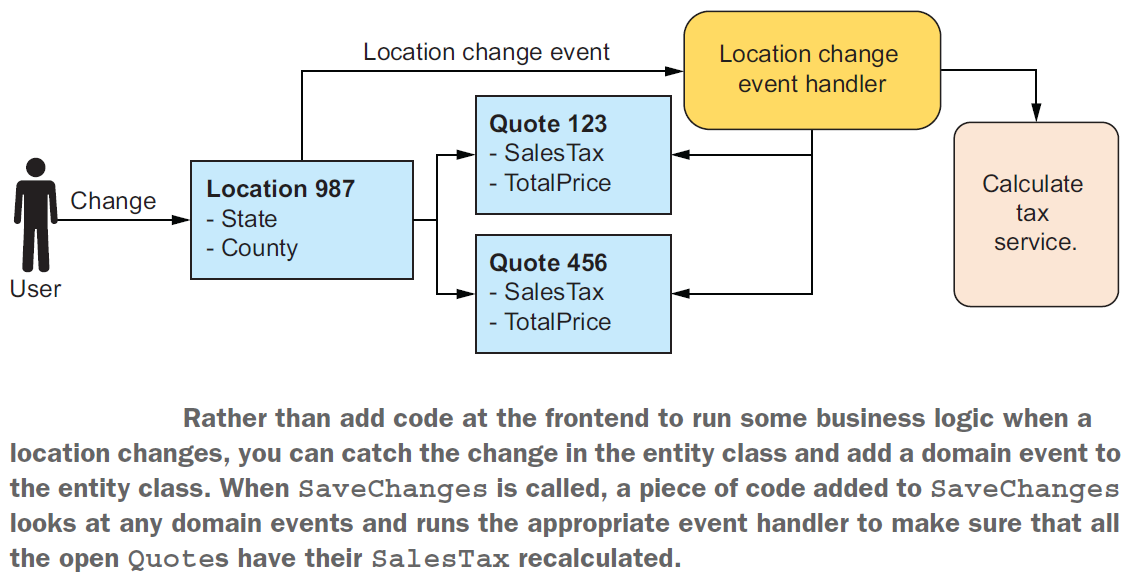 Location change event
Location change
event handler
Quote 123
- SalesTax
- TotalPrice
Location 987
- State
- County
Change
User
Calculate
tax
service.
Quote 456
- SalesTax
- TotalPrice
Rather than add code at the frontend to run some business logic when a
location changes, you can catch the change in the entity class and add a domain event to
the entity class. When SaveChanges is called, a piece of code added to SaveChanges
looks at any domain events and runs the appropriate event handler to make sure that all
the open Quotes have their SalesTax recalculated.